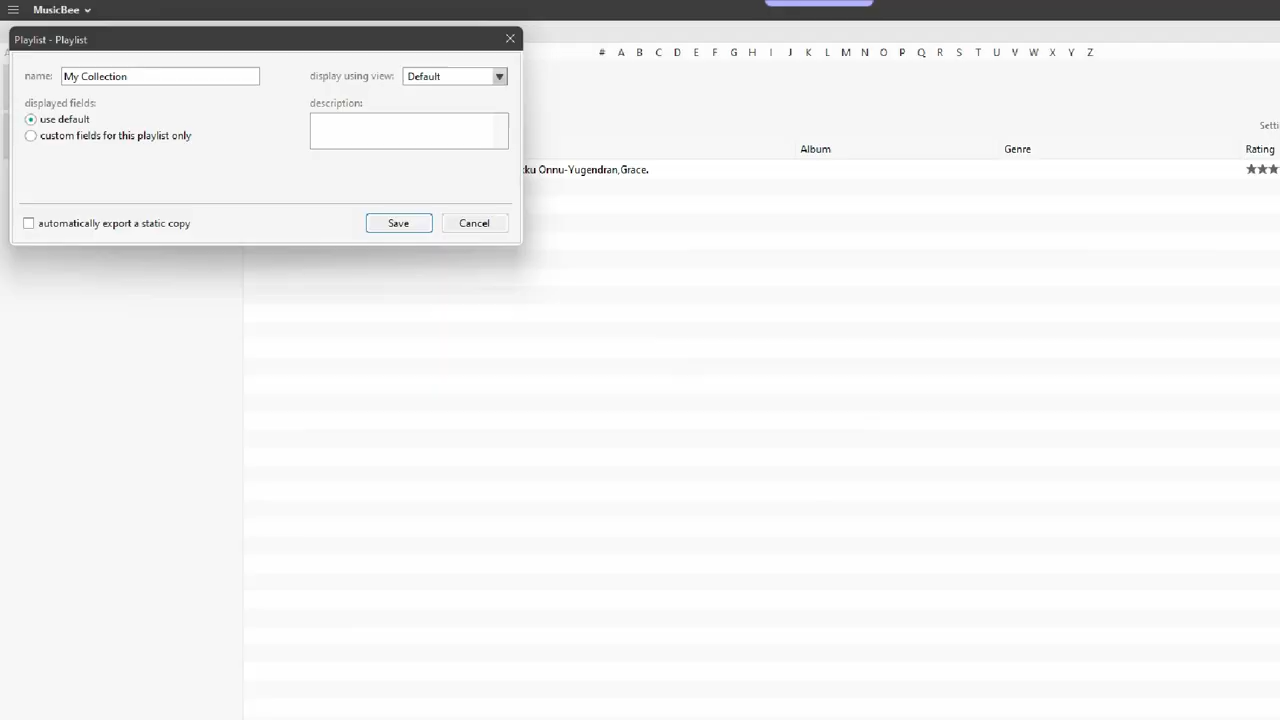 MusicBee
Playlist - Playlist
# A B C D E F G H I J K L M N O P Q R S T U V W X Y Z
name: My Collection
display using view: Default
displayed fields:
use default
custom fields for this playlist only
description:
Album Genre Rating
Onnu-Yugendran,Grace.
automatically export a static copy
Save
Cancel